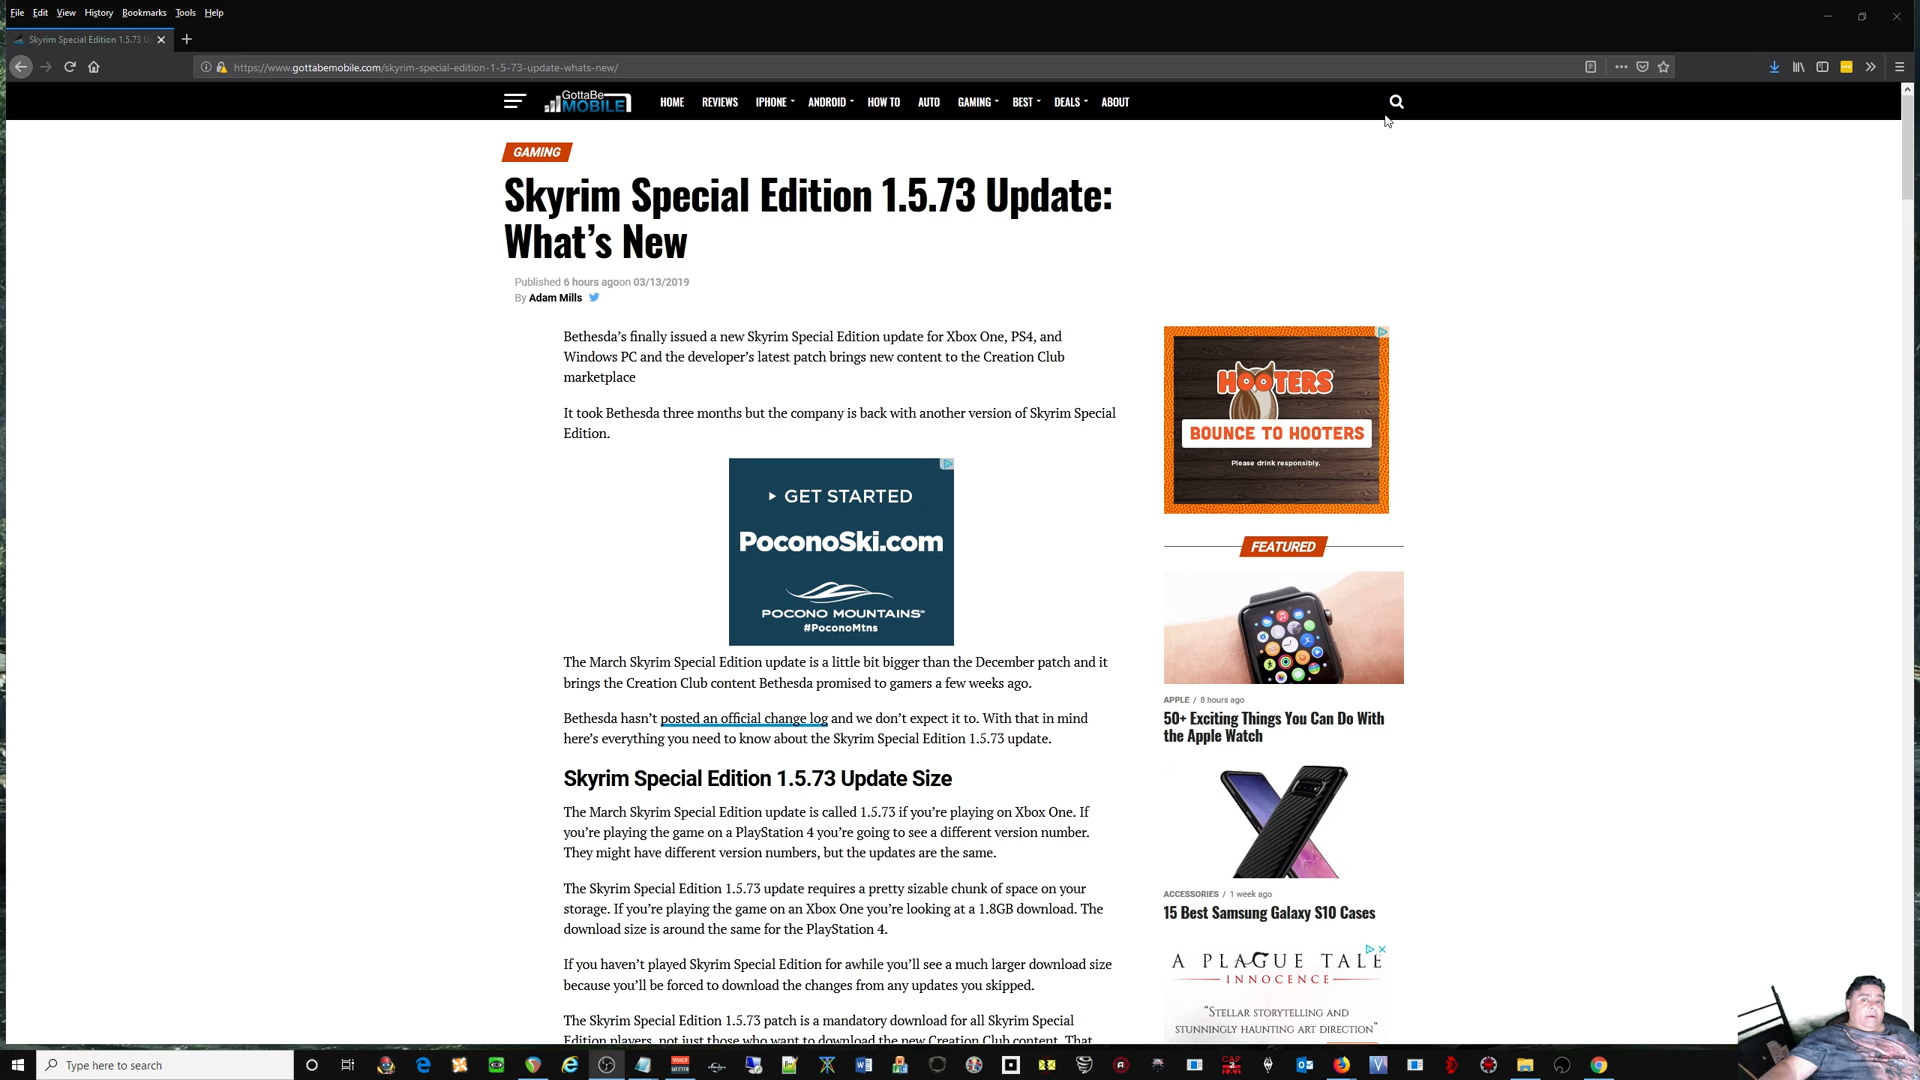 File Edit View History Bookmarks Tools Help
Skyrim Special Edition 1.5.73 U
https://www.gottabemobile.com/skyrim-special-edition-1-5-73-update-whats-new/
GottaBe
MOBILE
HOME REVIEWS IPHONE ANDROID HOW TO AUTO GAMING BEST DEALS ABOUT
GAMING
Skyrim Special Edition 1.5.73 Update:
What's New
Published 6 hours agoon 03/13/2019
By Adam Mills
Bethesda's finally issued a new Skyrim Special Edition update for Xbox One, PS4, and
Windows PC and the developer's latest patch brings new content to the Creation Club
marketplace
It took Bethesda three months but the company is back with another version of Skyrim Special
Edition.
GET STARTED
PoconoSki.com
POCONO MOUNTAINS™
#PoconoMtns
The March Skyrim Special Edition update is a little bit bigger than the December patch and it
brings the Creation Club content Bethesda promised to gamers a few weeks ago.
Bethesda hasn't posted an official change log and we don't expect it to. With that in mind
here's everything you need to know about the Skyrim Special Edition 1.5.73 update.
Skyrim Special Edition 1.5.73 Update Size
The March Skyrim Special Edition update is called 1.5.73 if you're playing on Xbox One. If
you're playing the game on a PlayStation 4 you're going to see a different version number.
They might have different version numbers, but the updates are the same.
The Skyrim Special Edition 1.5.73 update requires a pretty sizable chunk of space on your
storage. If you're playing the game on an Xbox One you're looking at a 1.8GB download. The
download size is around the same for the PlayStation 4.
If you haven't played Skyrim Special Edition for awhile you'll see a much larger download size
because you'll be forced to download the changes from any updates you skipped.
The Skyrim Special Edition 1.5.73 patch is a mandatory download for all Skyrim Special
Edition players, not just those who want to download the new Creation Club content. That
HOOTERS
BOUNCE TO HOOTERS
Please drink responsibly.
FEATURED
APPLE / 8 hours ago
50+ Exciting Things You Can Do With
the Apple Watch
ACCESSORIES / 1 week ago
15 Best Samsung Galaxy S10 Cases
A PLAGUE TALE
INNOCENCE
"STELLAR STORYTELLING AND
STUNNINGLY HAUNTING ART DIRECTION"
Type here to search